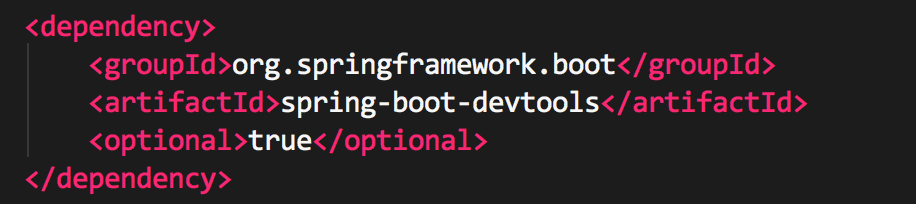 <dependency>
<groupId>org.springframework.boot</groupId>
<artifactId>spring-boot-devtools</artifactId>
<optional>true</optional>
</dependency>